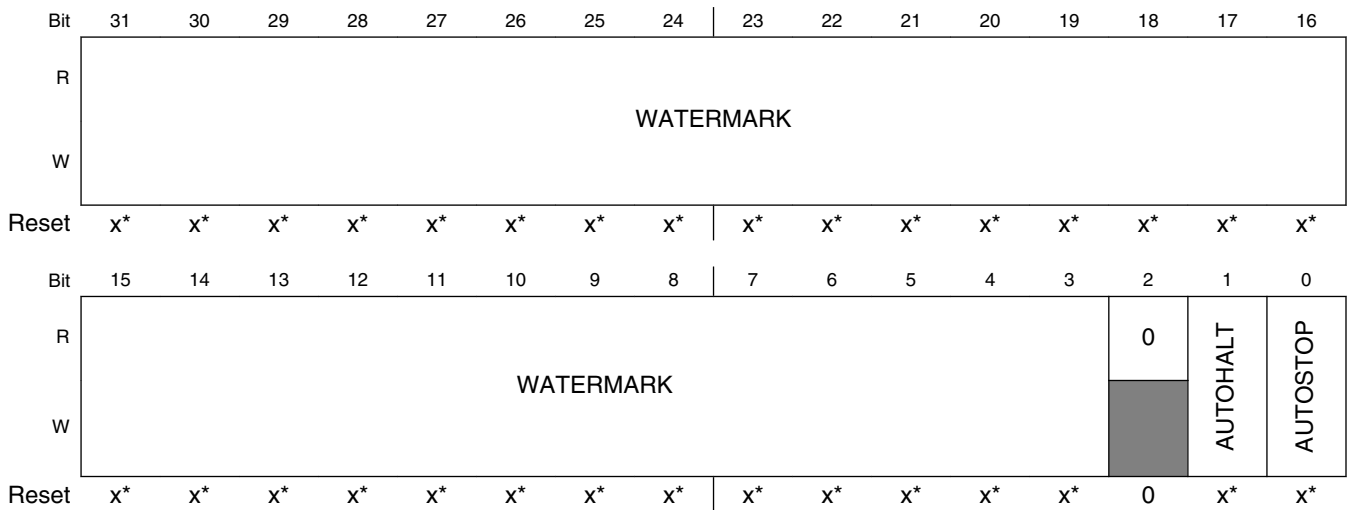 Bit 31 30 29 28 27 26 25 24 23 22 21 20 19 18 17 16
R
WATERMARK
W
Reset x* x* x* x* x* x* x* x* x* x* x* x* x* x* x* x*
Bit 15 14 13 12 11 10 9 8 7 6 5 4 3 2 1 0
R 0
WATERMARK AUTOHALT AUTOSTOP
W
Reset x* x* x* x* x* x* x* x* x* x* x* x* x* 0 x* x*